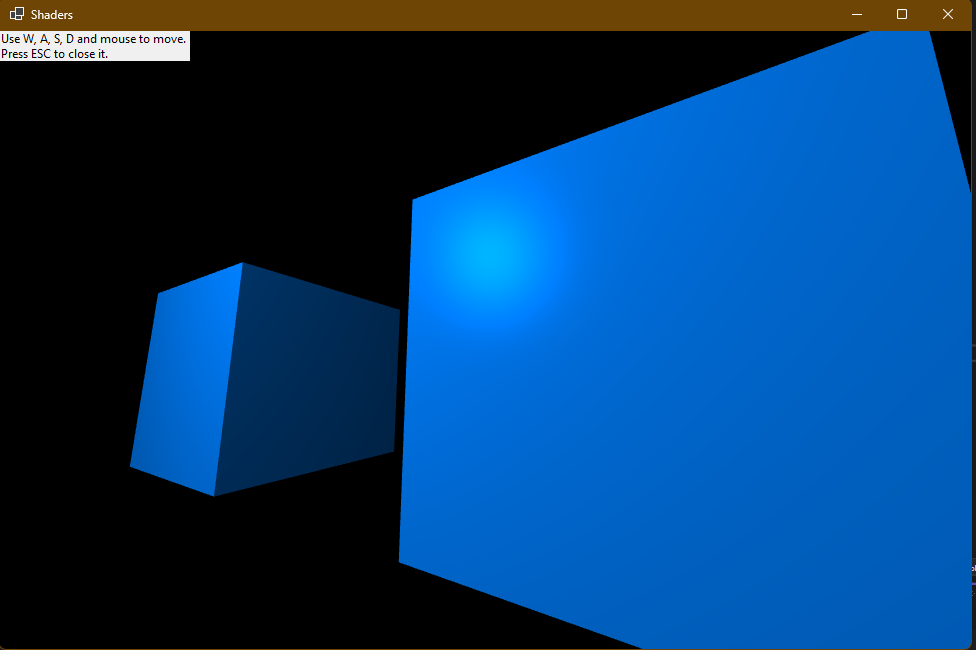 Shaders
Use W, A, S, D and mouse to move.
Press ESC to close it.